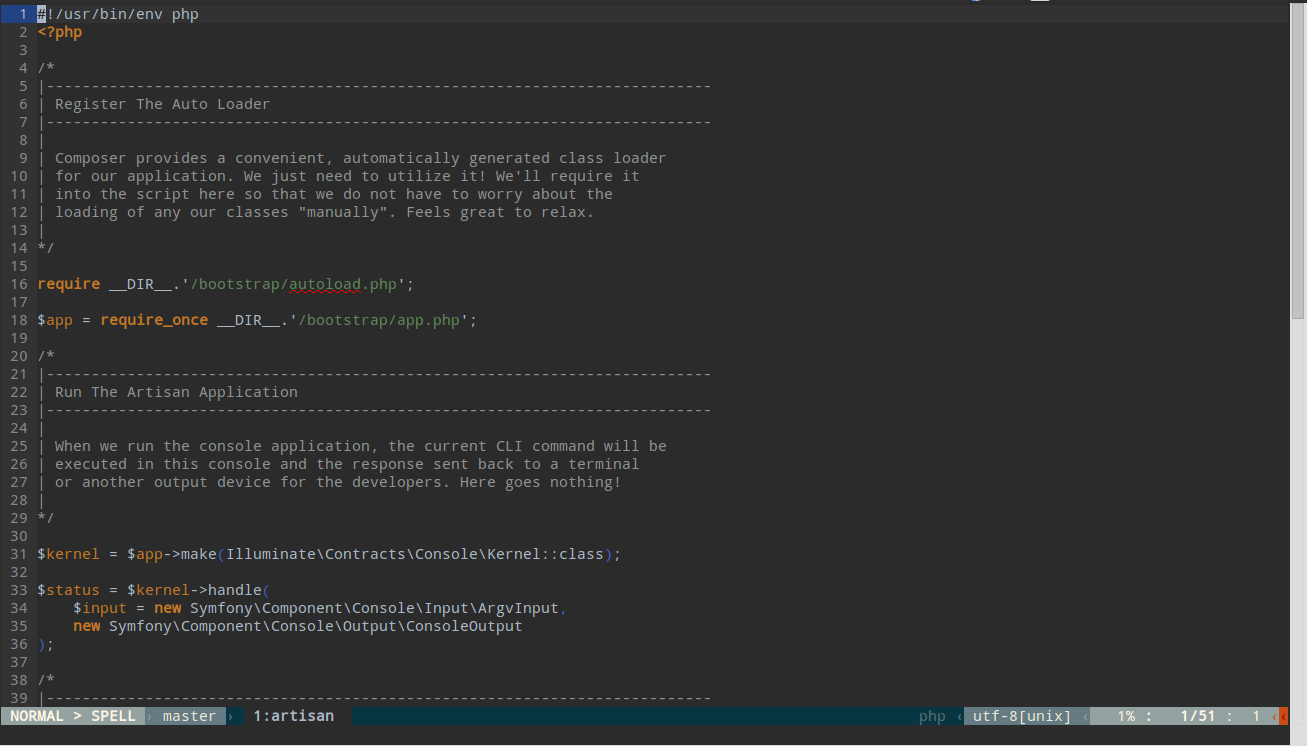 1 #!/usr/bin/env php
2 <?php
3
4 /*
5 |--------------------------------------------------------------------------
6 | Register The Auto Loader
7 |--------------------------------------------------------------------------
8 |
9 | Composer provides a convenient, automatically generated class loader
10 | for our application. We just need to utilize it! We'll require it
11 | into the script here so that we do not have to worry about the
12 | loading of any our classes "manually". Feels great to relax.
13 |
14 */
15
16 require __DIR__.'/bootstrap/autoload.php';
17
18 $app = require_once __DIR__.'/bootstrap/app.php';
19
20 /*
21 |--------------------------------------------------------------------------
22 | Run The Artisan Application
23 |--------------------------------------------------------------------------
24 |
25 | When we run the console application, the current CLI command will be
26 | executed in this console and the response sent back to a terminal
27 | or another output device for the developers. Here goes nothing!
28 |
29 */
30
31 $kernel = $app->make(Illuminate\Contracts\Console\Kernel::class);
32
33 $status = $kernel->handle(
34     $input = new Symfony\Component\Console\Input\ArgvInput,
35     new Symfony\Component\Console\Output\ConsoleOutput
36 );
37
38 /*
39 |--------------------------------------------------------------------------
NORMAL > SPELL › master › 1:artisan php ‹ utf-8[unix] ‹ 1% : 1/51 : 1 ‹ ‹